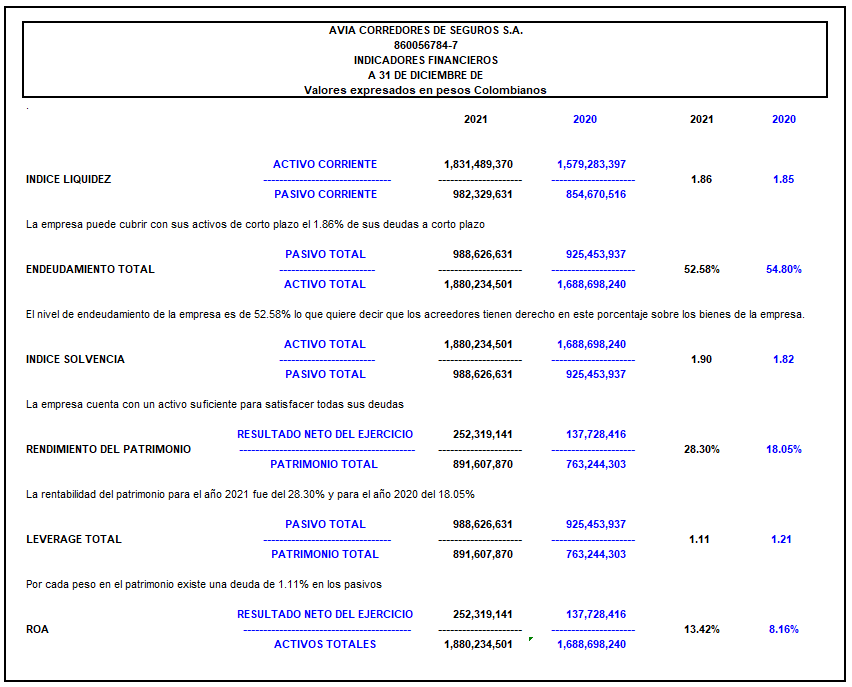 AVIA CORREDORES DE SEGUROS S.A.
860056784-7
INDICADORES FINANCIEROS
A 31 DE DICIEMBRE DE
Valores expresados en pesos Colombianos
2021 2020 2021 2020
ACTIVO CORRIENTE 1,831,489,370 1,579,283,397
INDICE LIQUIDEZ 1.86 1.85
PASIVO CORRIENTE 982,329,631 854,670,516
La empresa puede cubrir con sus activos de corto plazo el 1.86% de sus deudas a corto plazo
PASIVO TOTAL 988,626,631 925,453,937
ENDEUDAMIENTO TOTAL 52.58% 54.80%
ACTIVO TOTAL 1,880,234,501 1,688,698,240
El nivel de endeudamiento de la empresa es de 52.58% lo que quiere decir que los acreedores tienen derecho en este porcentaje sobre los bienes de la empresa.
ACTIVO TOTAL 1,880,234,501 1,688,698,240
INDICE SOLVENCIA 1.90 1.82
PASIVO TOTAL 988,626,631 925,453,937
La empresa cuenta con un activo suficiente para satisfacer todas sus deudas
RESULTADO NETO DEL EJERCICIO 252,319,141 137,728,416
RENDIMIENTO DEL PATRIMONIO 28.30% 18.05%
PATRIMONIO TOTAL 891,607,870 763,244,303
La rentabilidad del patrimonio para el año 2021 fue del 28.30% y para el año 2020 del 18.05%
PASIVO TOTAL 988,626,631 925,453,937
LEVERAGE TOTAL 1.11 1.21
PATRIMONIO TOTAL 891,607,870 763,244,303
Por cada peso en el patrimonio existe una deuda de 1.11% en los pasivos
RESULTADO NETO DEL EJERCICIO 252,319,141 137,728,416
ROA 13.42% 8.16%
ACTIVOS TOTALES 1,880,234,501 1,688,698,240